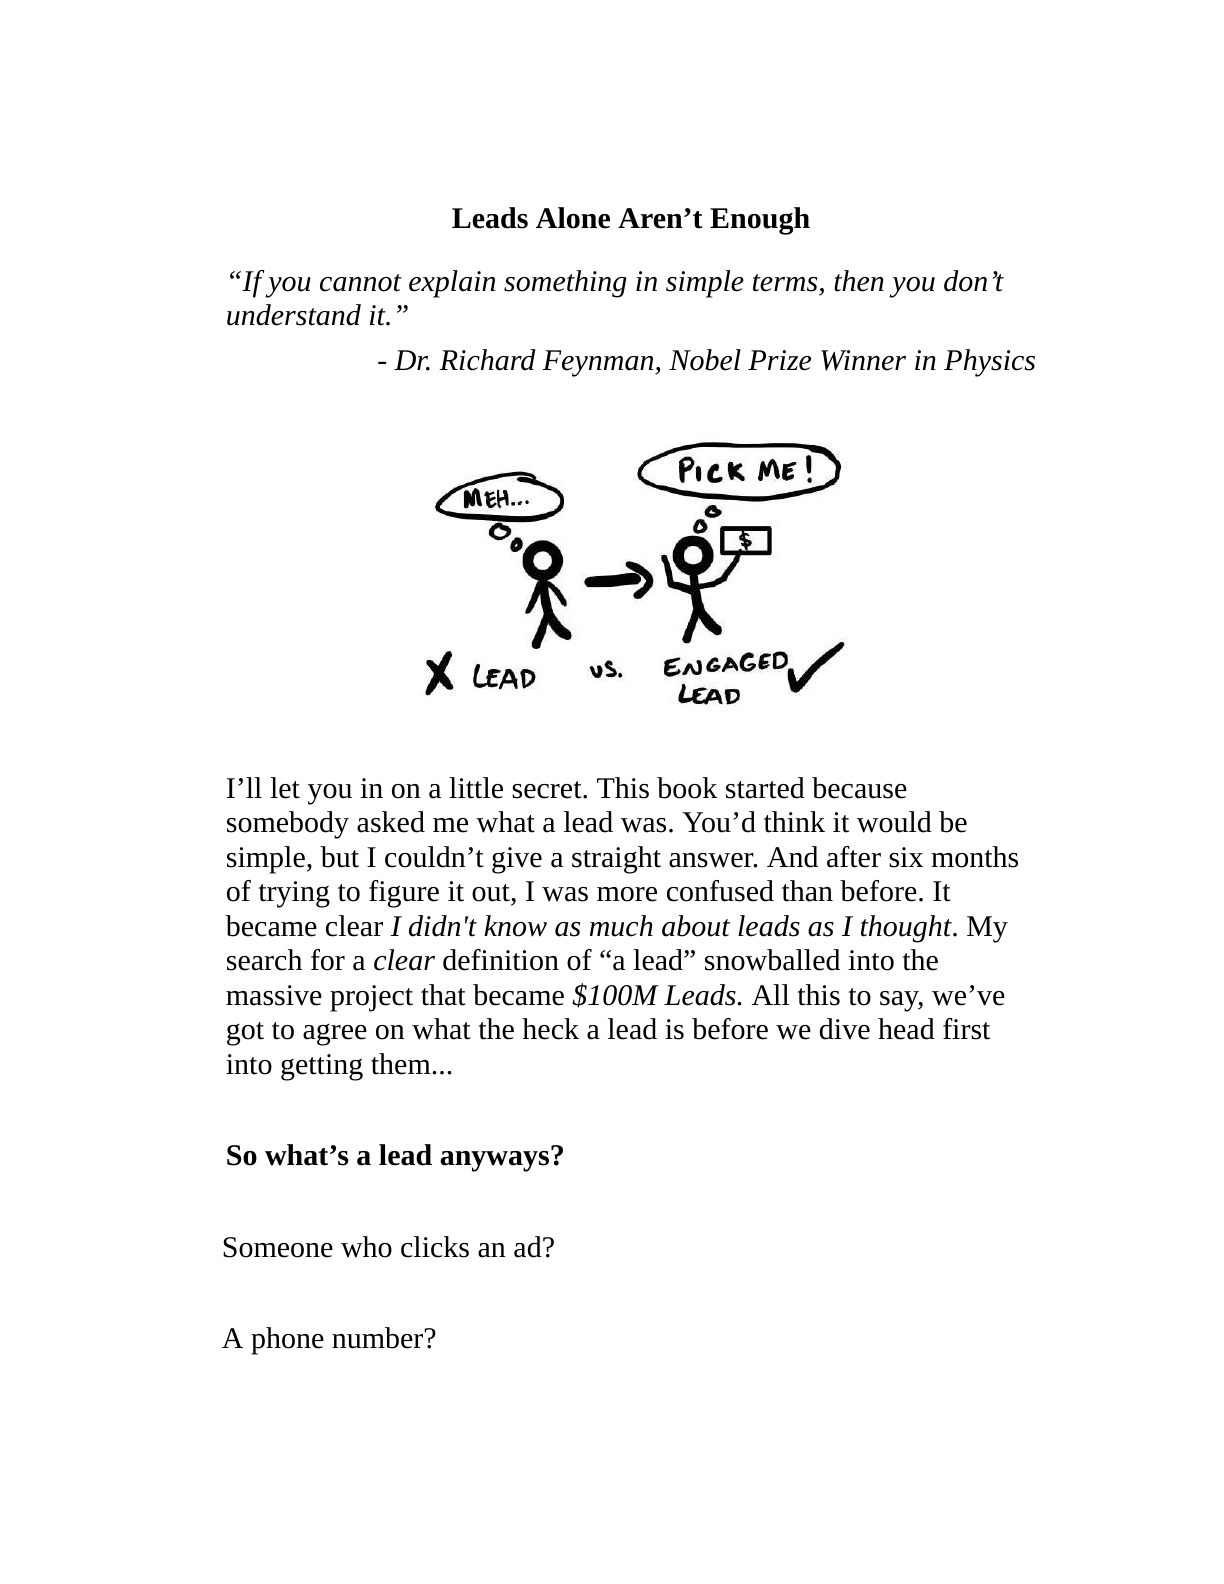 Leads Alone Aren’t Enough
“If you cannot explain something in simple terms, then you don’t
understand it.”
- Dr. Richard Feynman, Nobel Prize Winner in Physics
PICK ME!
MEH...
$
X LEAD vs. ENGAGED
LEAD
I’ll let you in on a little secret. This book started because
somebody asked me what a lead was. You’d think it would be
simple, but I couldn’t give a straight answer. And after six months
of trying to figure it out, I was more confused than before. It
became clear I didn't know as much about leads as I thought. My
search for a clear definition of “a lead” snowballed into the
massive project that became $100M Leads. All this to say, we’ve
got to agree on what the heck a lead is before we dive head first
into getting them...
So what’s a lead anyways?
Someone who clicks an ad?
A phone number?